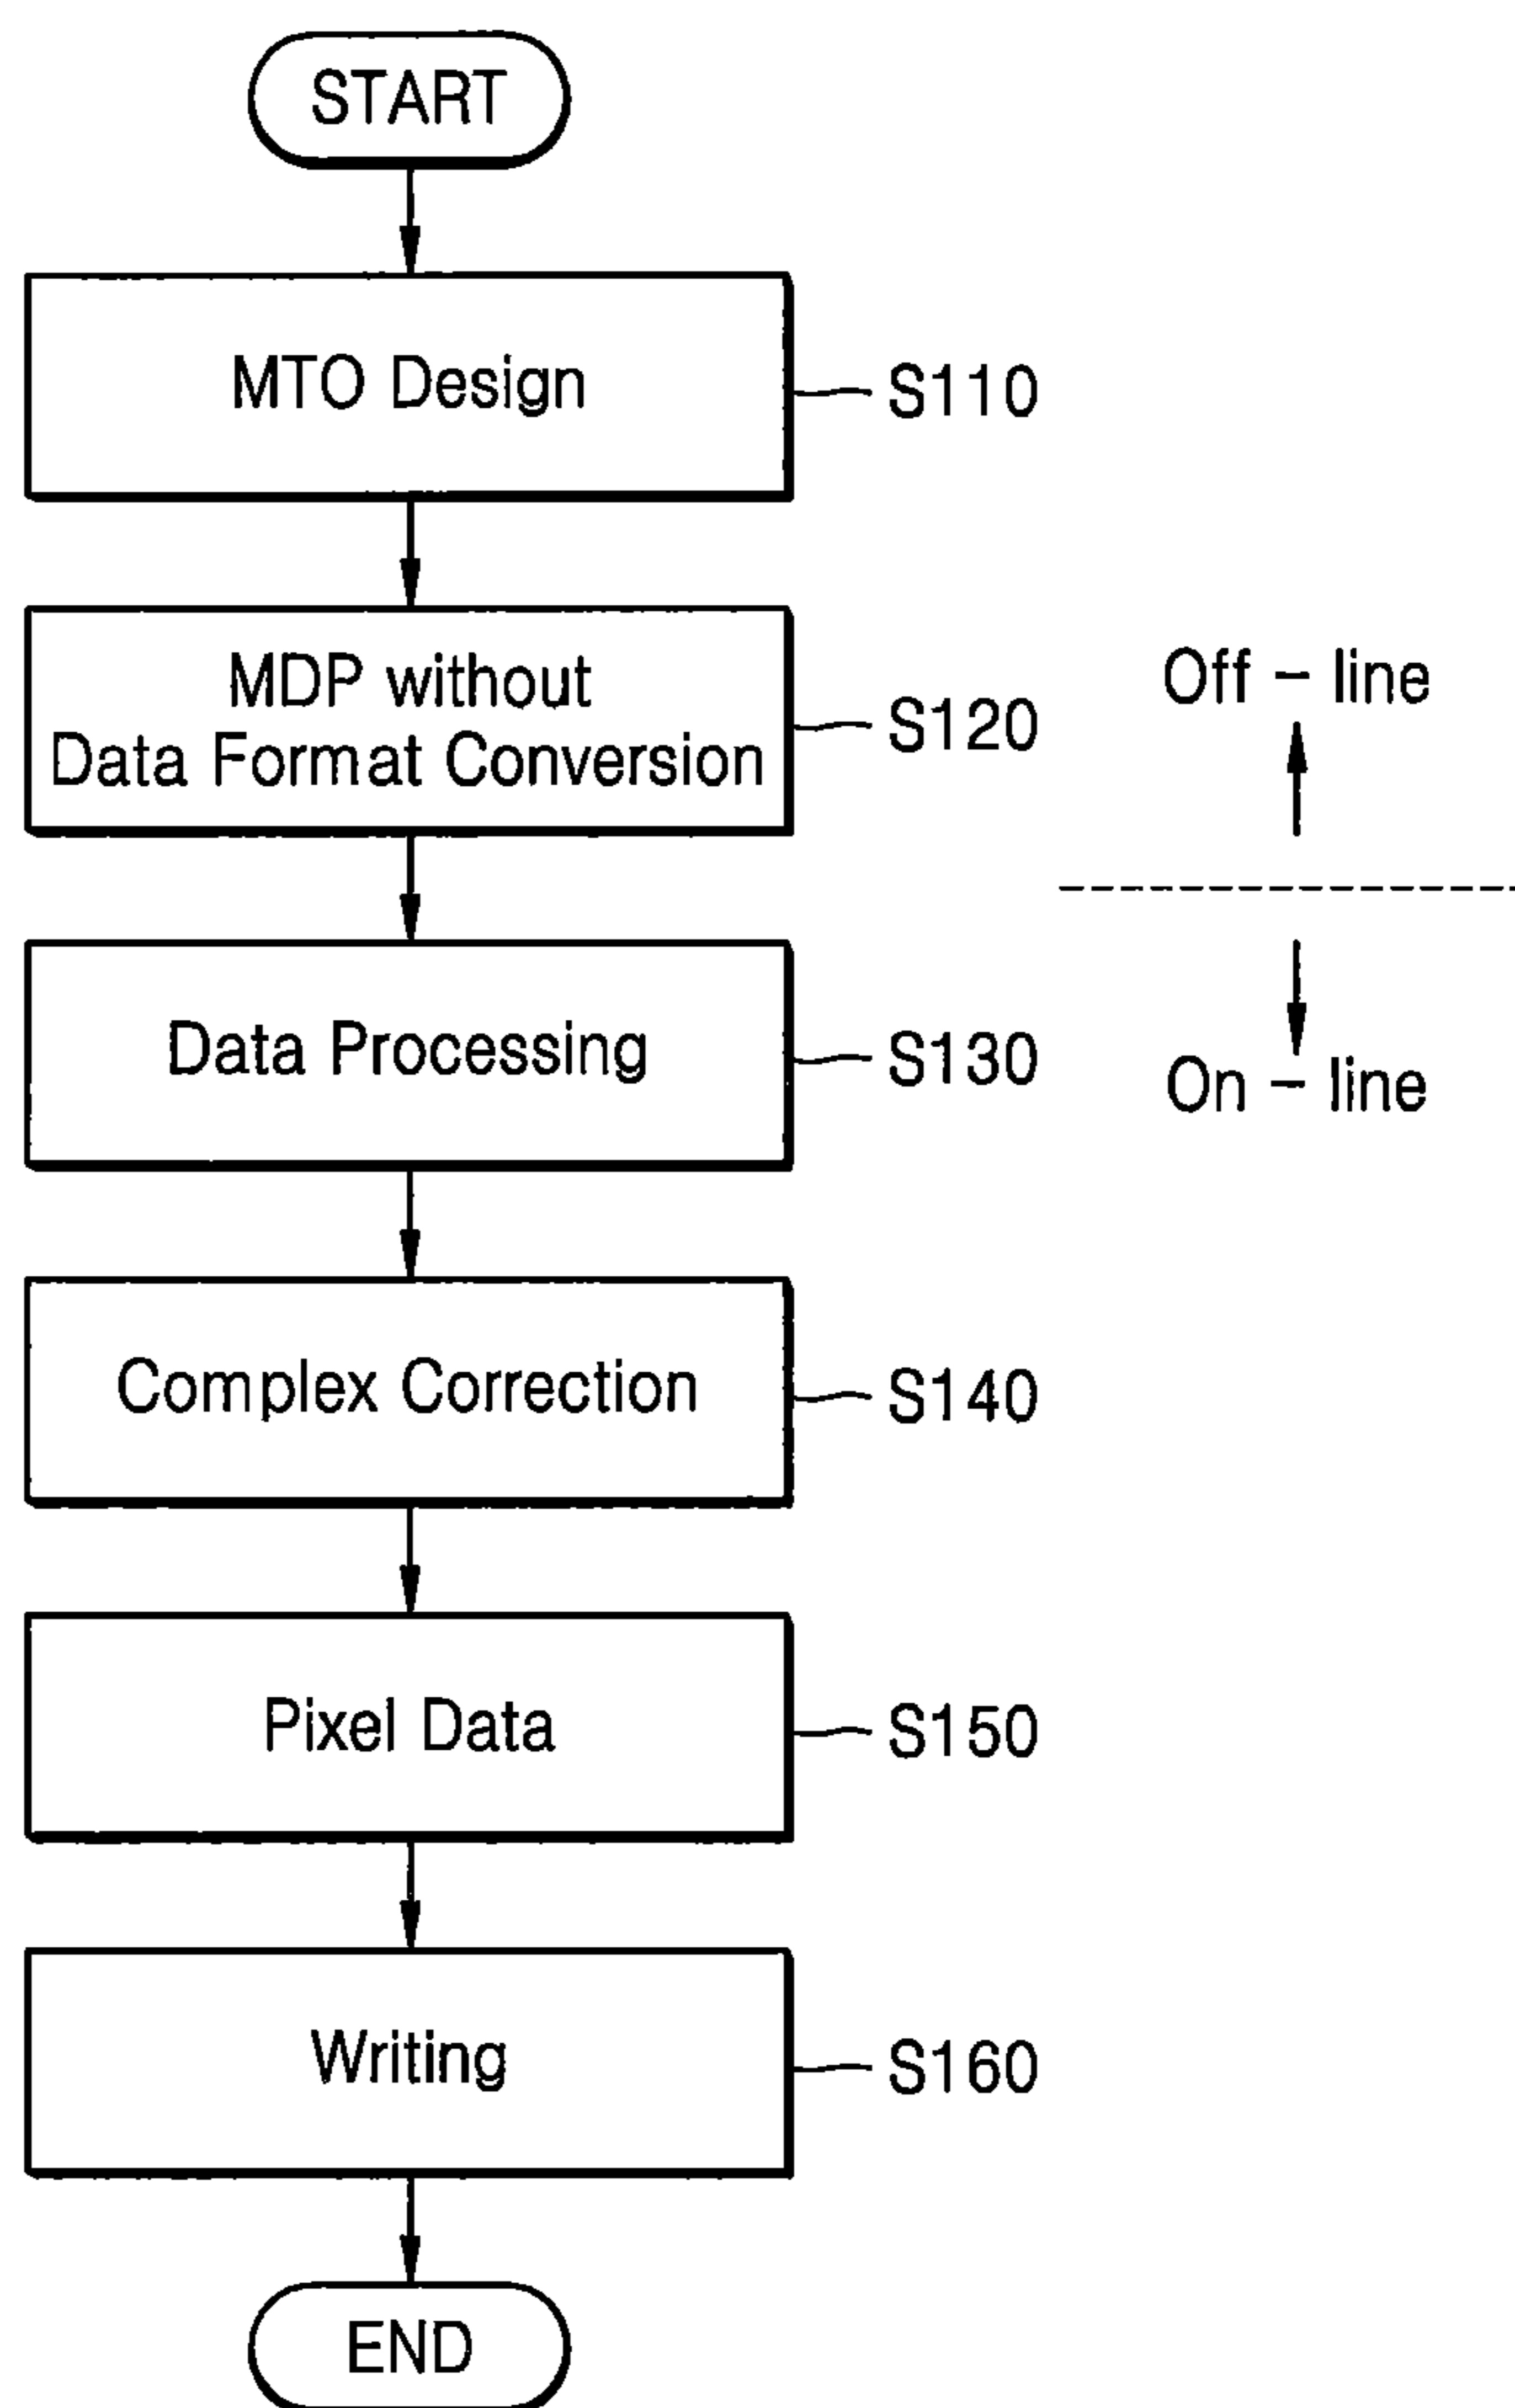 START
MTO Design
S110
MDP without
Data Format Conversion
S120
Off - line
Data Processing
S130
On - line
Complex Correction
S140
Pixel Data
S150
Writing
S160
END